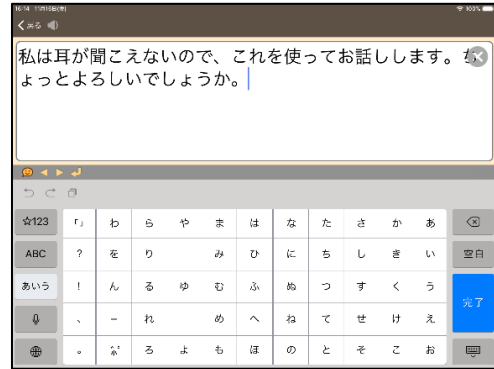 16:14 11月16日(木)
100%
戻る
私は耳が聞こえないので、これを使ってお話しします。ち
ょっとよろしいでしょうか。
☆123 「」 わ ら や ま は な た さ か あ
ABC ? を り み ひ に ち し き い 空白
あいう ! ん る ゆ む ふ ぬ つ す く う
、 ー れ め へ ね て せ け え 完了
。 ろ よ も ほ の と そ こ お